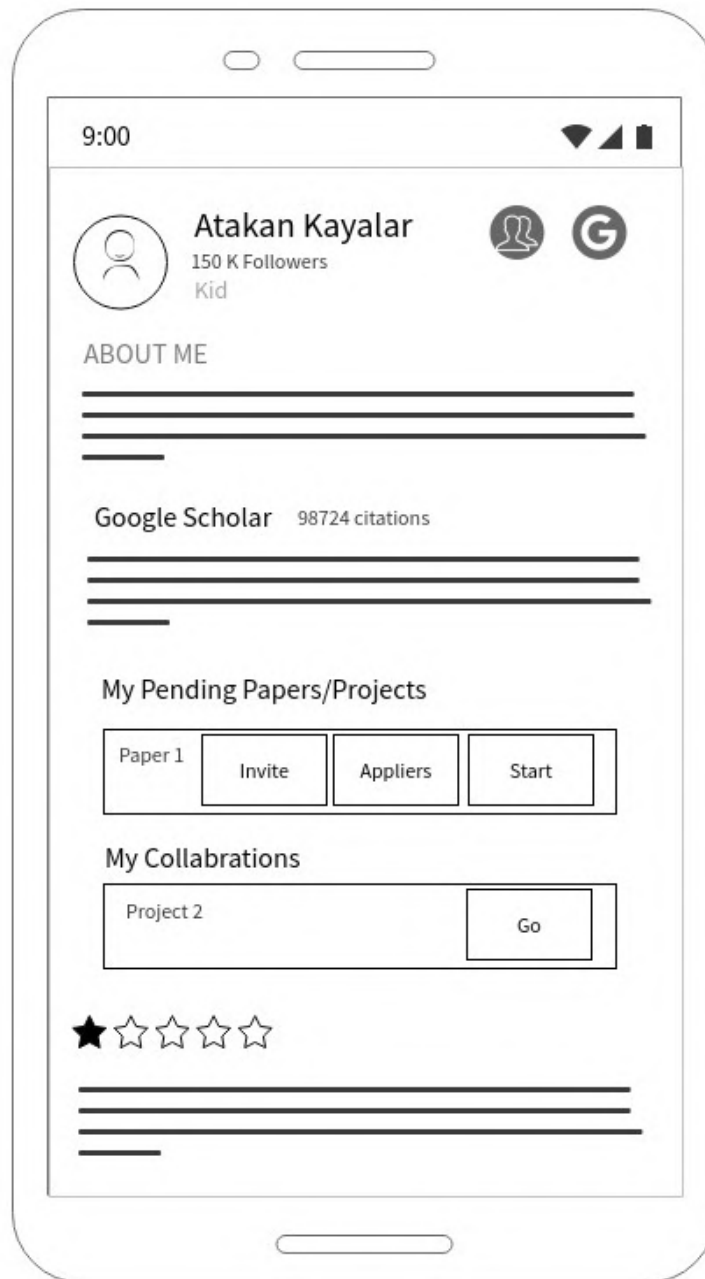 9:00
Atakan Kayalar
150 K Followers
Kid
ABOUT ME
Google Scholar 98724 citations
My Pending Papers/Projects
Paper 1 Invite Appliers Start
My Collabrations
Project 2 Go